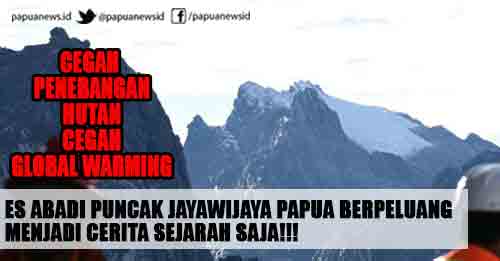 papuanews.id @papuanewsid /papuanewsid
CEGAH
PENEBANGAN
HUTAN
CEGAH
GLOBAL WARMING
ES ABADI PUNCAK JAYAWIJAYA PAPUA BERPELUANG
MENJADI CERITA SEJARAH SAJA!!!